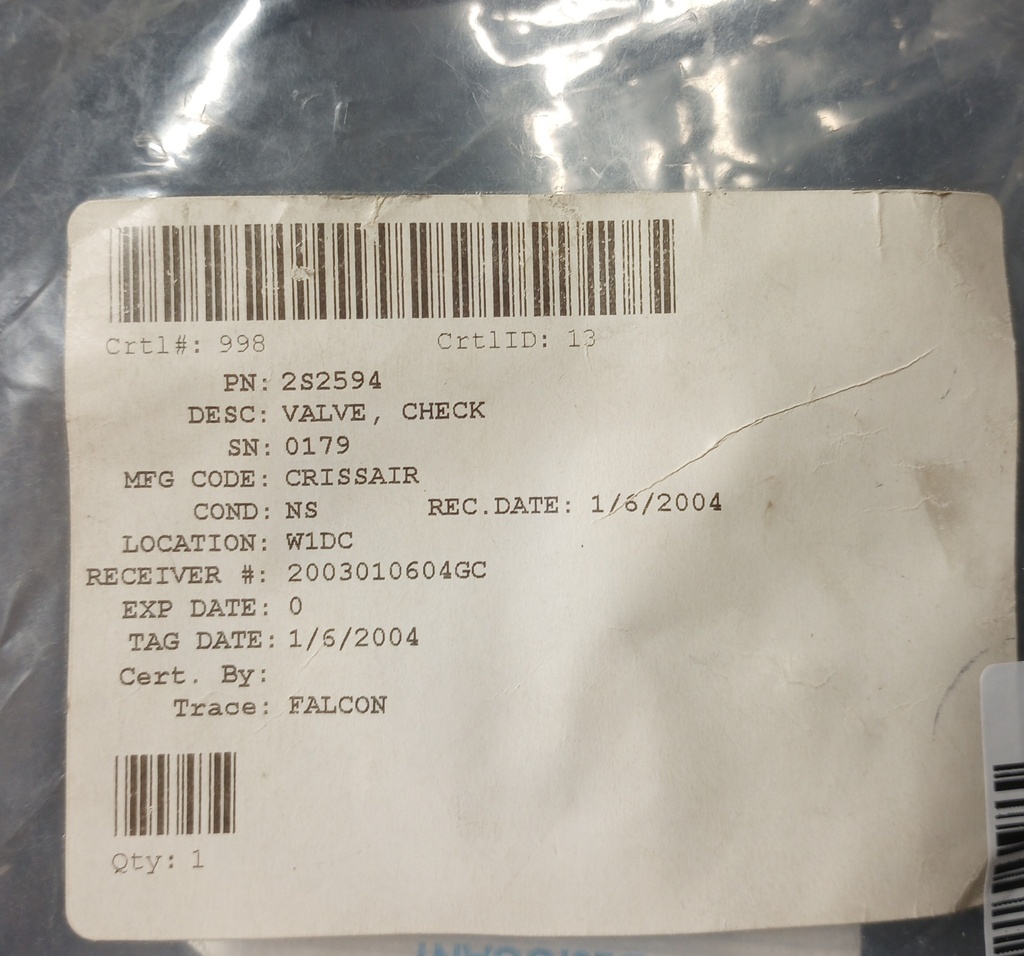 Crtl#: 998 CrtlID: 13
PN: 2S2594
DESC: VALVE, CHECK
SN: 0179
MFG CODE: CRISSAIR
COND: NS REC.DATE: 1/6/2004
LOCATION: W1DC
RECEIVER #: 2003010604GC
EXP DATE: 0
TAG DATE: 1/6/2004
Cert. By:
Trace: FALCON
Qty: 1